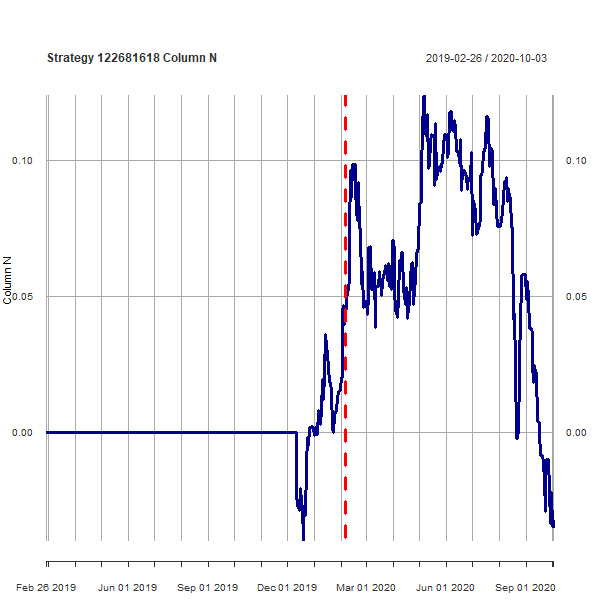 Strategy 122681618 Column N
2019-02-26 / 2020-10-03
Column N
0.10
0.10
0.05
0.05
0.00
0.00
Feb 26 2019
Jun 01 2019
Sep 01 2019
Dec 01 2019
Mar 01 2020
Jun 01 2020
Sep 01 2020